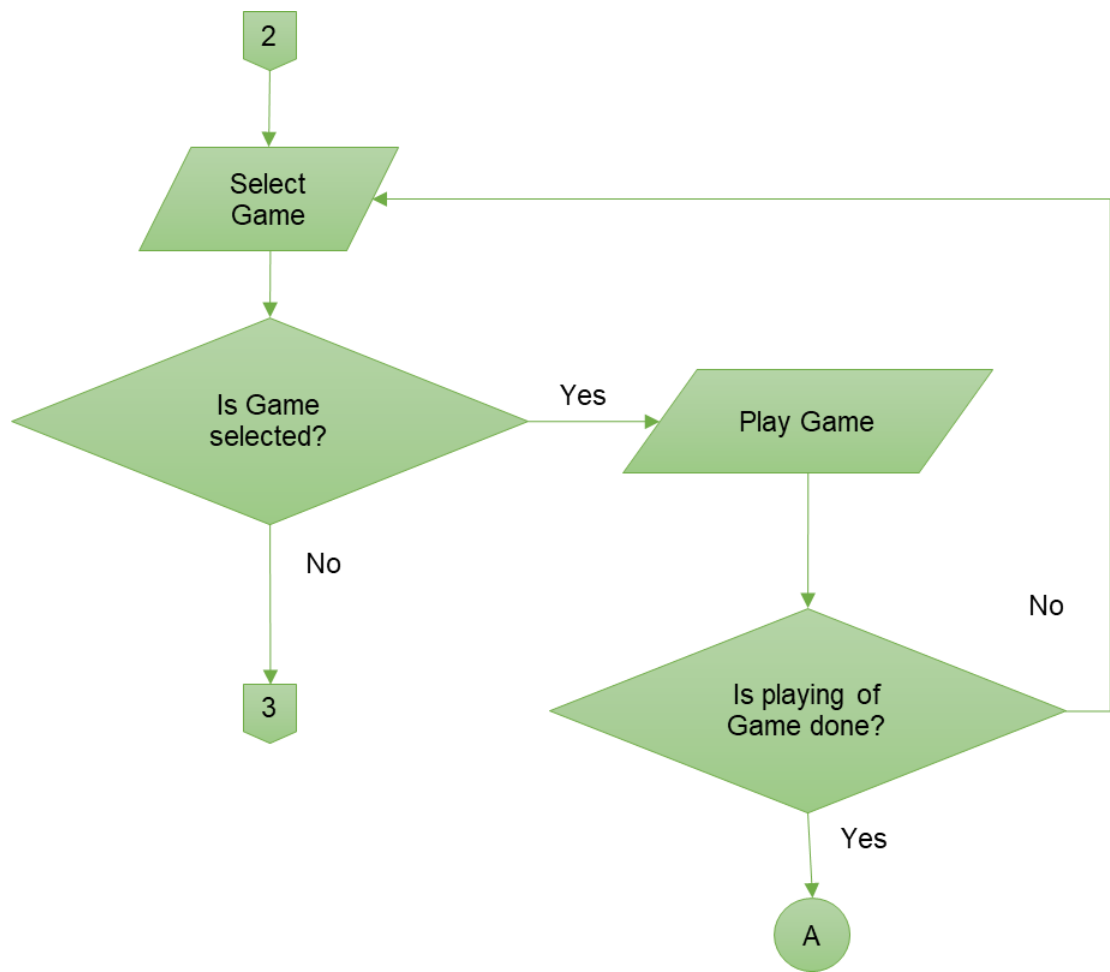 2
Select
Game
Is Game
selected?
Yes
Play Game
No
3
No
Is playing of
Game done?
Yes
A